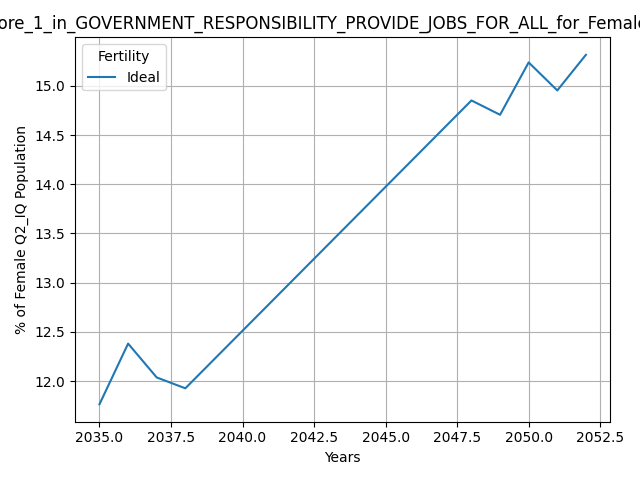 ore_1_in_GOVERNMENT_RESPONSIBILITY_PROVIDE_JOBS_FOR_ALL_for_Female
Fertility
Ideal
15.0
14.5
14.0
13.5
13.0
12.5
12.0
% of Female Q2_IQ Population
2035.0 2037.5 2040.0 2042.5 2045.0 2047.5 2050.0 2052.5
Years